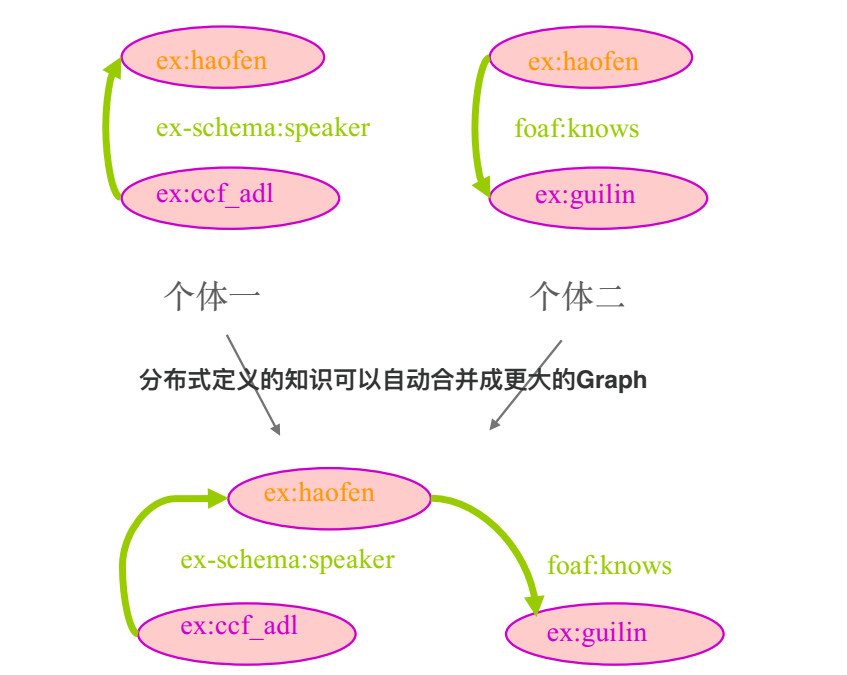 ex:haofen
ex:haofen
ex-schema:speaker
foaf:knows
ex:ccf_adl
ex:guilin
个体一
个体二
分布式定义的知识可以自动合并成更大的Graph
ex:haofen
ex-schema:speaker
foaf:knows
ex:ccf_adl
ex:guilin